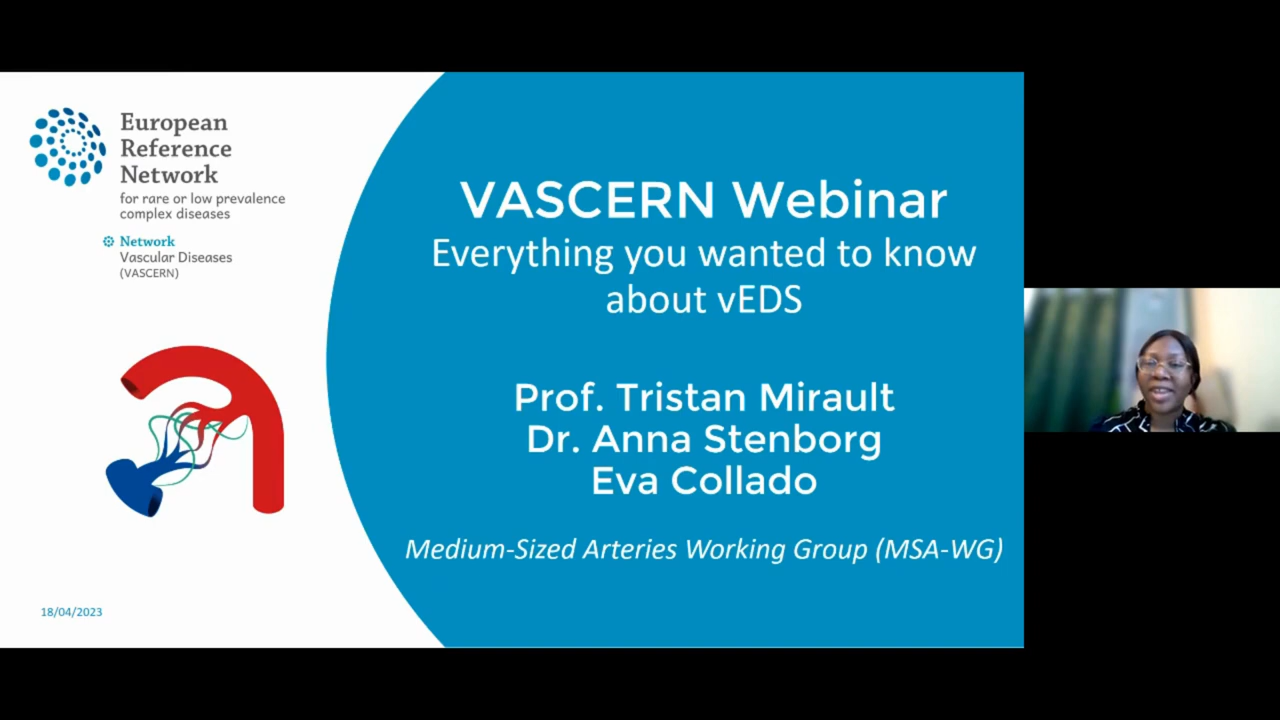 European
Reference
Network
for rare or low prevalence
complex diseases
Network
Vascular Diseases
(VASCERN)
18/04/2023
VASCERN Webinar
Everything you wanted to know
about vEDS
Prof. Tristan Mirault
Dr. Anna Stenborg
Eva Collado
Medium-Sized Arteries Working Group (MSA-WG)